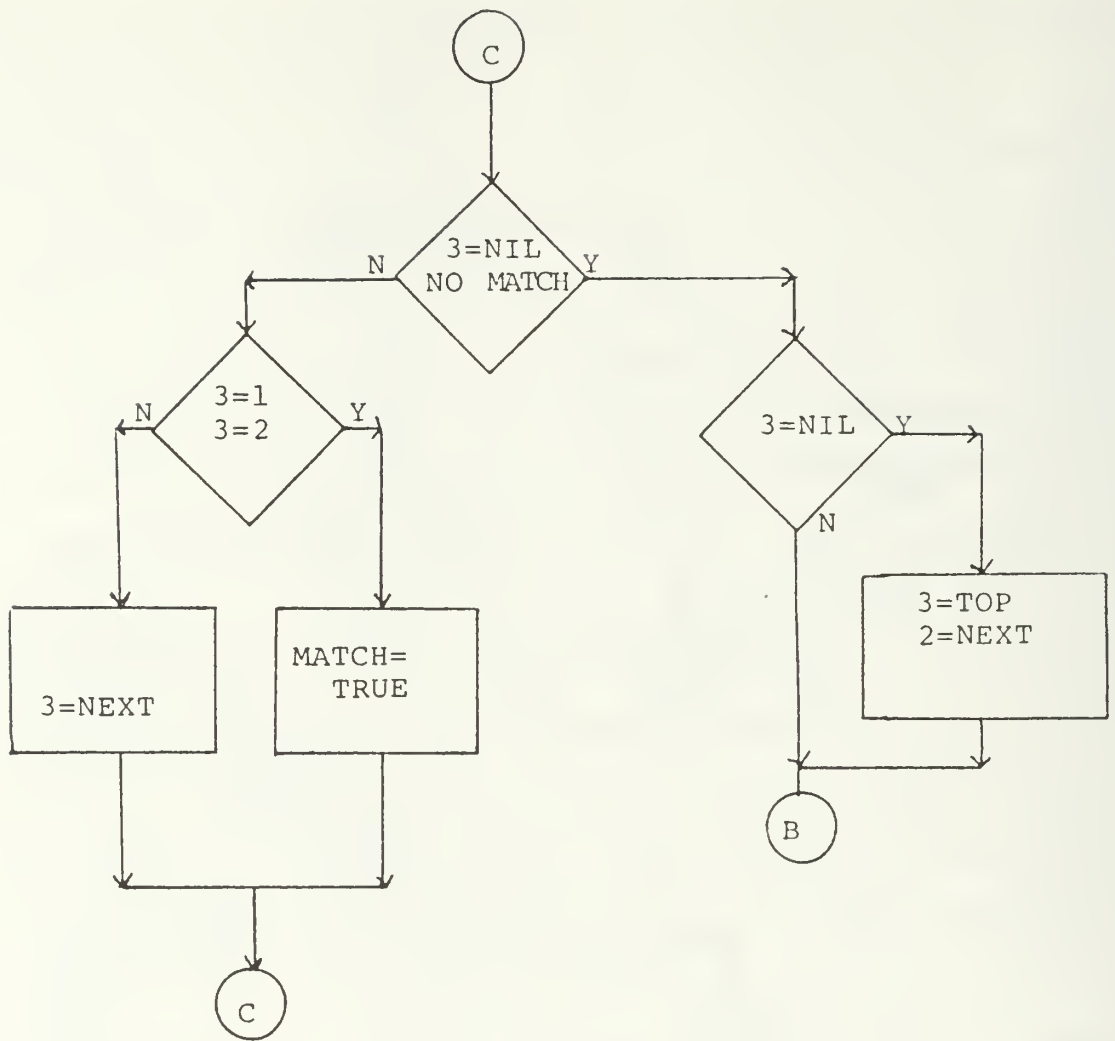 C
3=NIL
NO MATCH
N
Y
3=1
3=2
N
Y
3=NIL
Y
N
3=NEXT
MATCH=
TRUE
3=TOP
2=NEXT
B
C